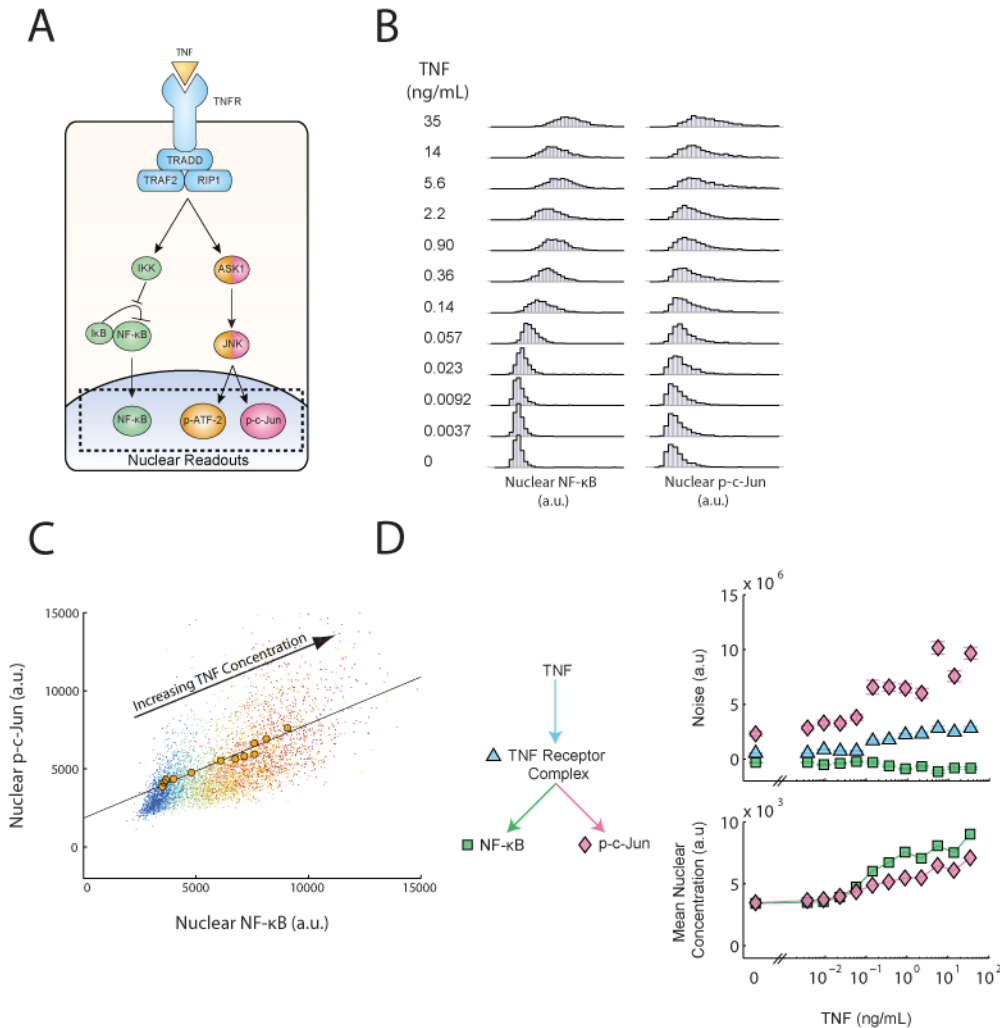 A
TNF
TNFR
TRADD
TRAF2
RIP1
IKK
ASK1
IκB
NF-κB
JNK
NF-κB
p-ATF-2
p-c-Jun
Nuclear Readouts
B
TNF
(ng/mL)
35
14
5.6
2.2
0.90
0.36
0.14
0.057
0.023
0.0092
0.0037
0
Nuclear NF-κB
(a.u.)
Nuclear p-c-Jun
(a.u.)
C
Nuclear p-c-Jun (a.u.)
15000
10000
5000
0
Increasing TNF Concentration
0
5000
10000
15000
Nuclear NF-κB (a.u.)
D
TNF
TNF Receptor
Complex
NF-κB
p-c-Jun
x 10^6
Noise (a.u)
15
10
5
0
x 10^3
Mean Nuclear
Concentration (a.u)
10
5
0
0
10^-2
10^-1
10^0
10^1
10^2
TNF (ng/mL)